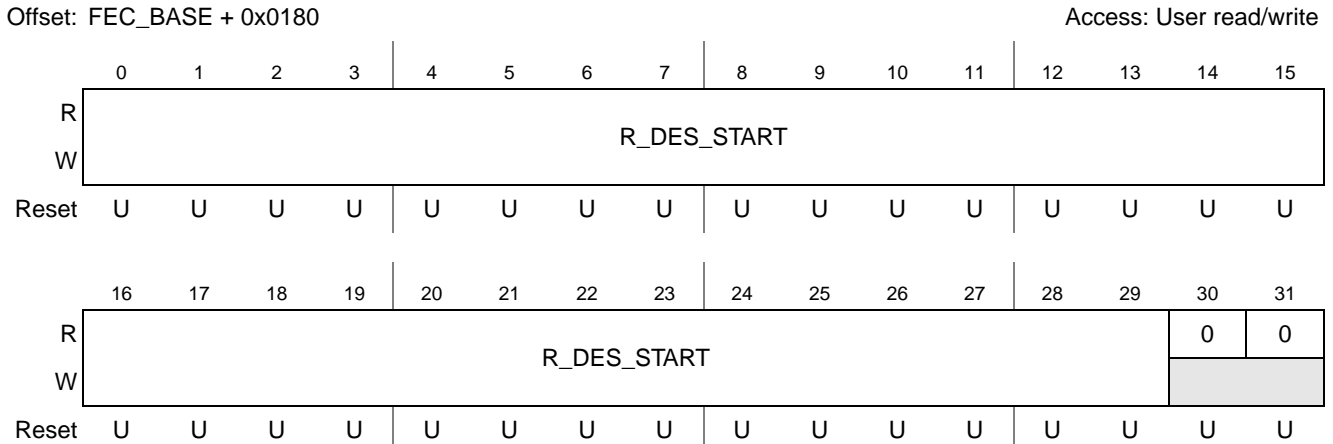 Offset: FEC_BASE + 0x0180 Access: User read/write
0 1 2 3 4 5 6 7 8 9 10 11 12 13 14 15
R
R_DES_START
W
Reset U U U U U U U U U U U U U U U U
16 17 18 19 20 21 22 23 24 25 26 27 28 29 30 31
R 0 0
R_DES_START
W
Reset U U U U U U U U U U U U U U U U